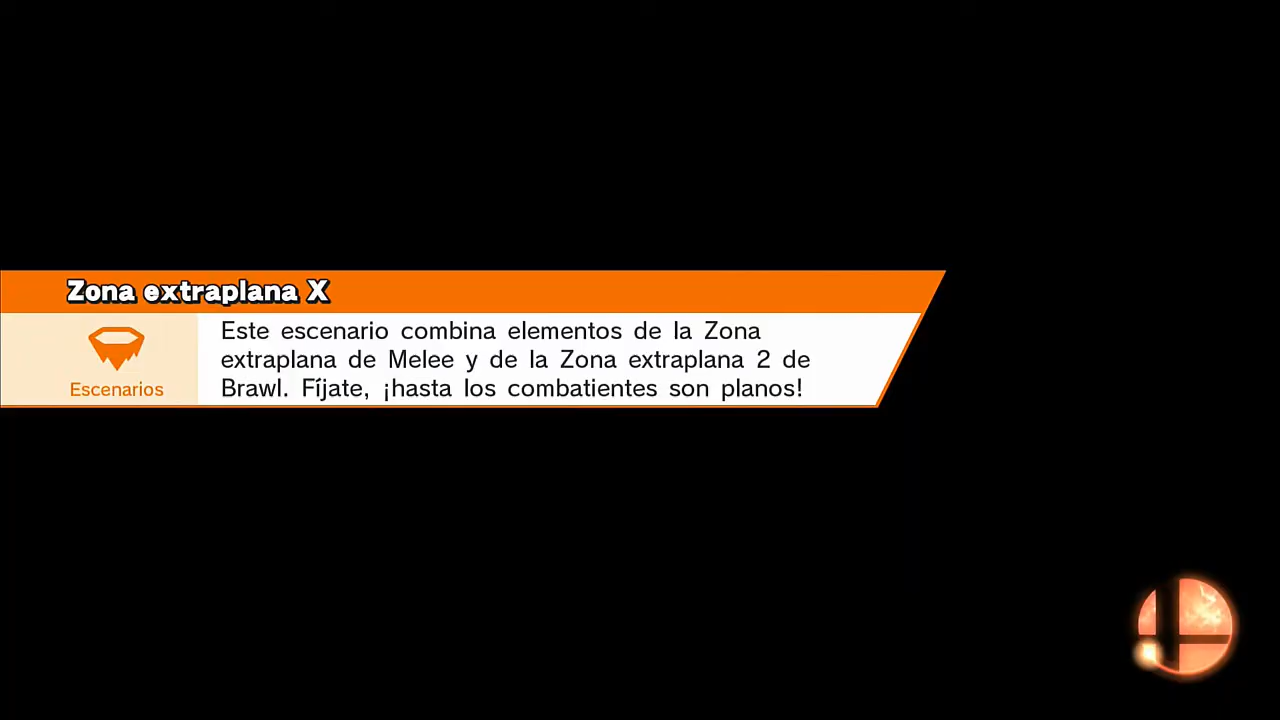 Zona extraplana X
Este escenario combina elementos de la Zona
extraplana de Melee y de la Zona extraplana 2 de
Brawl. Fíjate, ¡hasta los combatientes son planos!
Escenarios